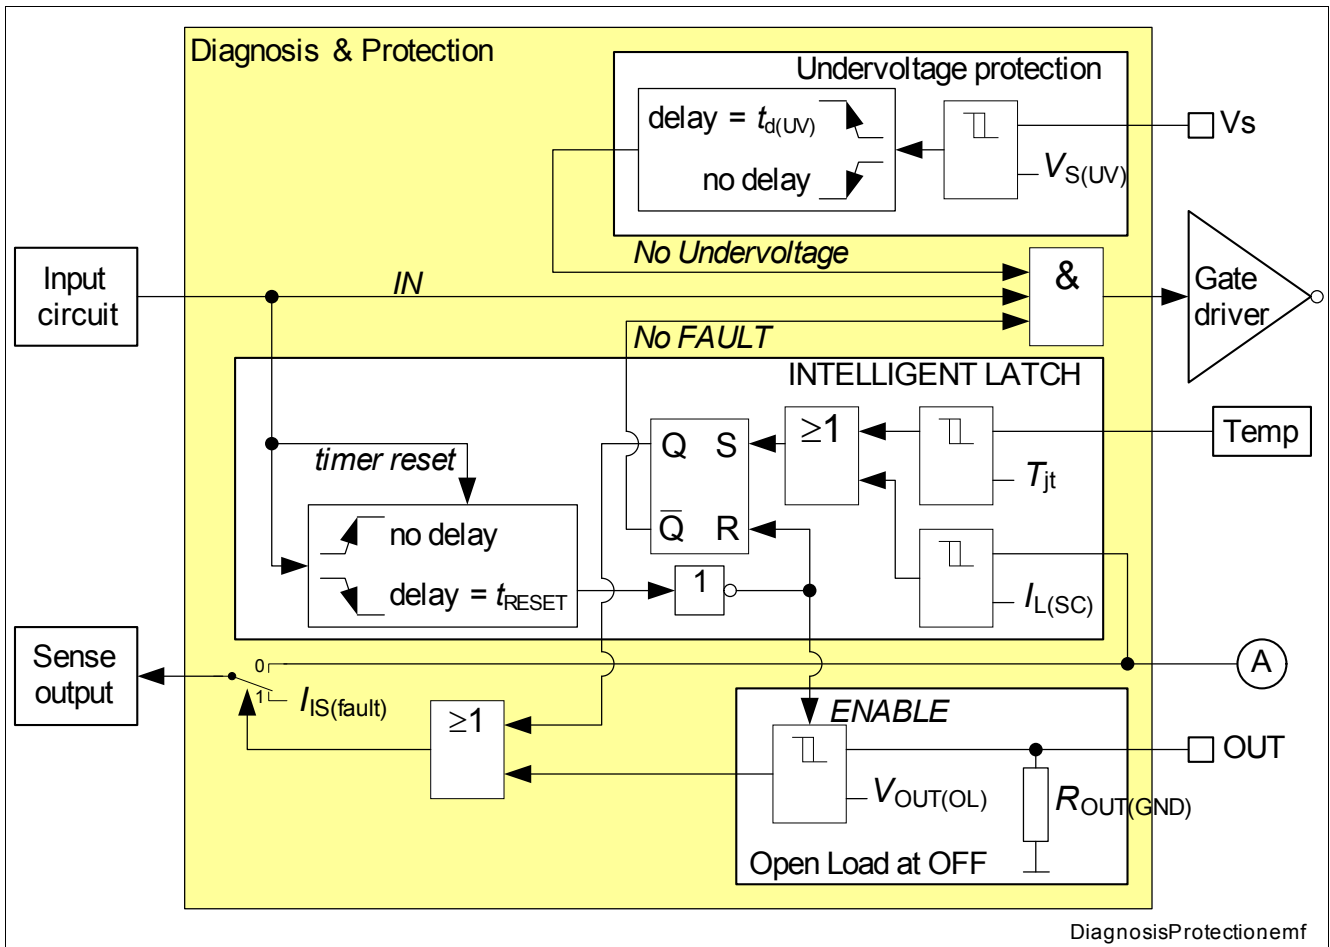 Diagnosis & Protection
Undervoltage protection
delay = td(UV)
no delay
VS(UV)
Vs
Input
circuit
IN
No Undervoltage
No FAULT
&
Gate
driver
INTELLIGENT LATCH
timer reset
no delay
delay = tRESET
Q S
Q̅ R
≥1
Tjt
Temp
1
IL(SC)
Sense
output
0
1
IIS(fault)
≥1
A
ENABLE
OUT
VOUT(OL)
ROUT(GND)
Open Load at OFF
DiagnosisProtectionemf